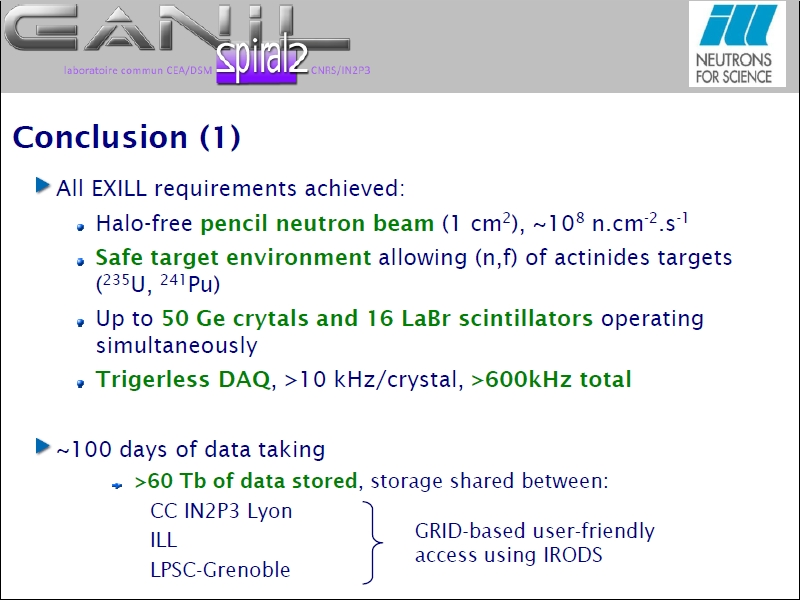 GANIL
spiral2
laboratoire commun CEA/DSM CNRS/IN2P3
ill
NEUTRONS
FOR SCIENCE
Conclusion (1)
All EXILL requirements achieved:
Halo-free pencil neutron beam (1 cm²), ~10⁸ n.cm⁻².s⁻¹
Safe target environment allowing (n,f) of actinides targets
(²³⁵U, ²⁴¹Pu)
Up to 50 Ge crytals and 16 LaBr scintillators operating
simultaneously
Trigerless DAQ, >10 kHz/crystal, >600kHz total
~100 days of data taking
>60 Tb of data stored, storage shared between:
CC IN2P3 Lyon
ILL
LPSC-Grenoble
GRID-based user-friendly
access using IRODS